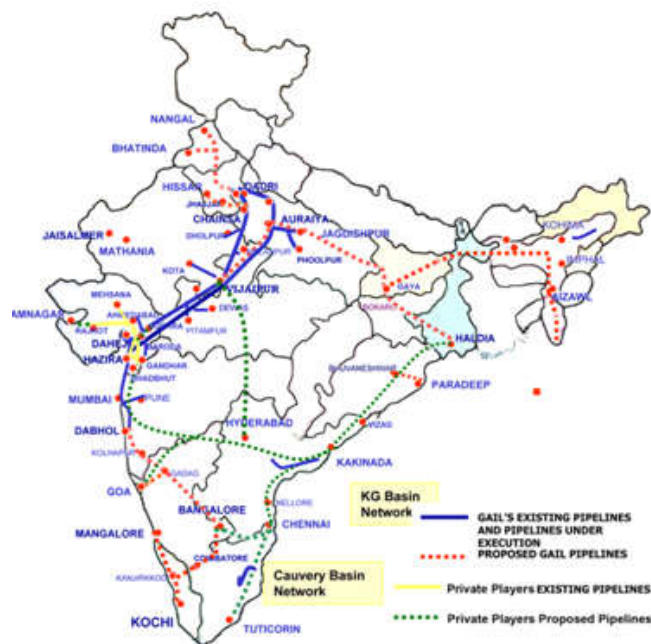 NANGAL
BHATINDA
HISSAR
DADRI
JHAJJAR
CHAINSA
AURAIYA
JAGDISHPUR
JAISALMER
DHOLPUR
MATHANIA
PHOOLPUR
KOHIMA
KOTA
IMPHAL
GAYA
VIJAIPUR
AIZAWL
MEHSANA
BOKARO
DEWAS
AMNAGAR
RAJKOT
PITAMPUR
HALDIA
DAHEJ
BARODA
HAZIRA
GANDHAR
BHADBHUT
BHUVANESHWAR
PARADEEP
MUMBAI
PUNE
HYDERABAD
VIZAG
DABHOL
KOLHAPUR
KAKINADA
GADAG
GOA
KG Basin
Network
GAIL'S EXISTING PIPELINES
AND PIPELINES UNDER
EXECUTION
NELLORE
BANGALORE
CHENNAI
PROPOSED GAIL PIPELINES
MANGALORE
COIMBATORE
Cauvery Basin
Network
Private Players EXISTING PIPELINES
KOCHI
TUTICORIN
Private Players Proposed Pipelines